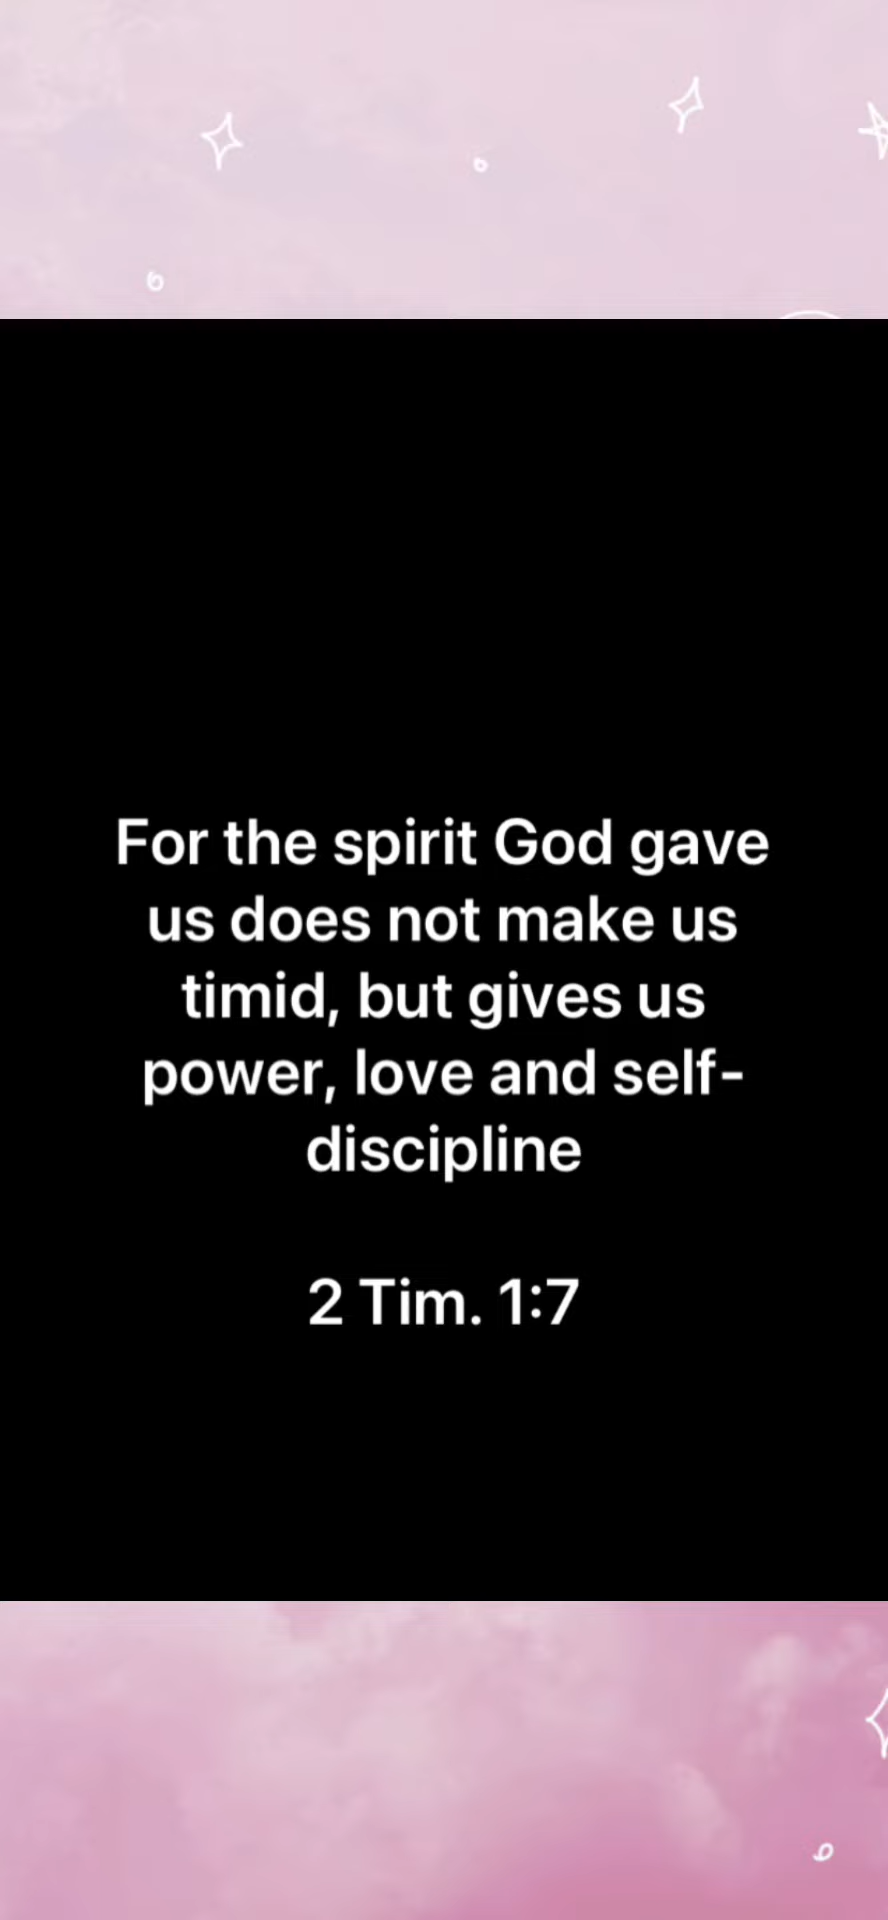 For the spirit God gave
us does not make us
timid, but gives us
power, love and self-
discipline
2 Tim. 1:7